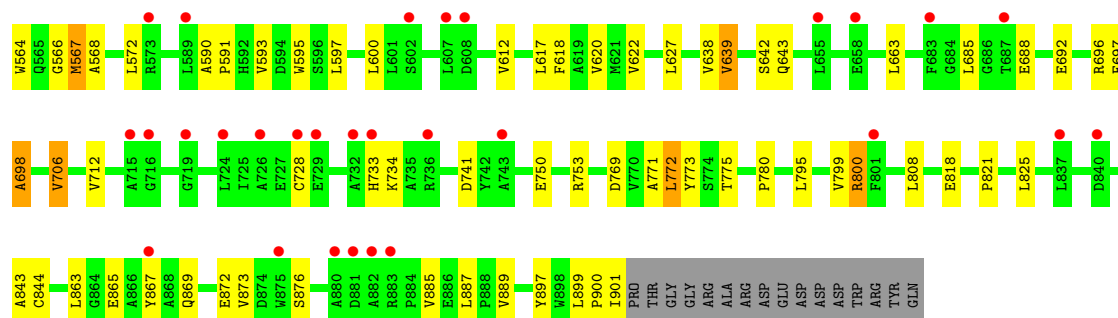 W564 Q565 G566 M567 A568 L572 R573 L589 A590 P591 H592 V593 D594 W595 S596 L597 L600 L601 S602 L607 D608 V612 L617 F618 A619 V620 M621 V622 L627 V638 V639 S642 Q643 L655 E658 L663 F683 G684 L685 G686 T687 E688 E692 R696
A698 V706 V712 A715 G716 G719 L724 I725 A726 E727 C728 E729 A732 H733 K734 R736 D741 Y742 A743 E750 R753 D769 V770 A771 L772 Y773 S774 T775 P780 L795 V799 R800 F801 L808 E818 P821 L825 L837 D840
A843 C844 L863 G864 E865 A866 Y867 A868 Q869 E872 V873 D874 W875 S876 A880 D881 A882 R883 P884 V885 E886 L887 P888 V889 Y897 W898 L899 P900 I901 PRO THR GLY GLY ARG ALA ARG ASP GLU ASP ASP ASP TRP ARG TYR GLN